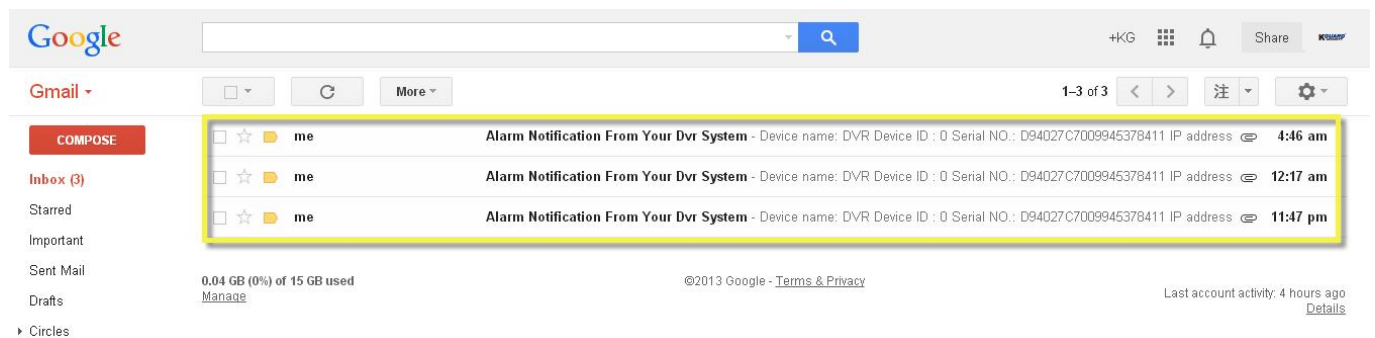 Google +KG Share KGUARD
Gmail More 1–3 of 3 注
COMPOSE
me Alarm Notification From Your Dvr System - Device name: DVR Device ID : 0 Serial NO.: D94027C7009945378411 IP address 4:46 am
Inbox (3)
me Alarm Notification From Your Dvr System - Device name: DVR Device ID : 0 Serial NO.: D94027C7009945378411 IP address 12:17 am
Starred
me Alarm Notification From Your Dvr System - Device name: DVR Device ID : 0 Serial NO.: D94027C7009945378411 IP address 11:47 pm
Important
Sent Mail
0.04 GB (0%) of 15 GB used ©2013 Google - Terms & Privacy
Manage Last account activity: 4 hours ago
Drafts
Details
Circles